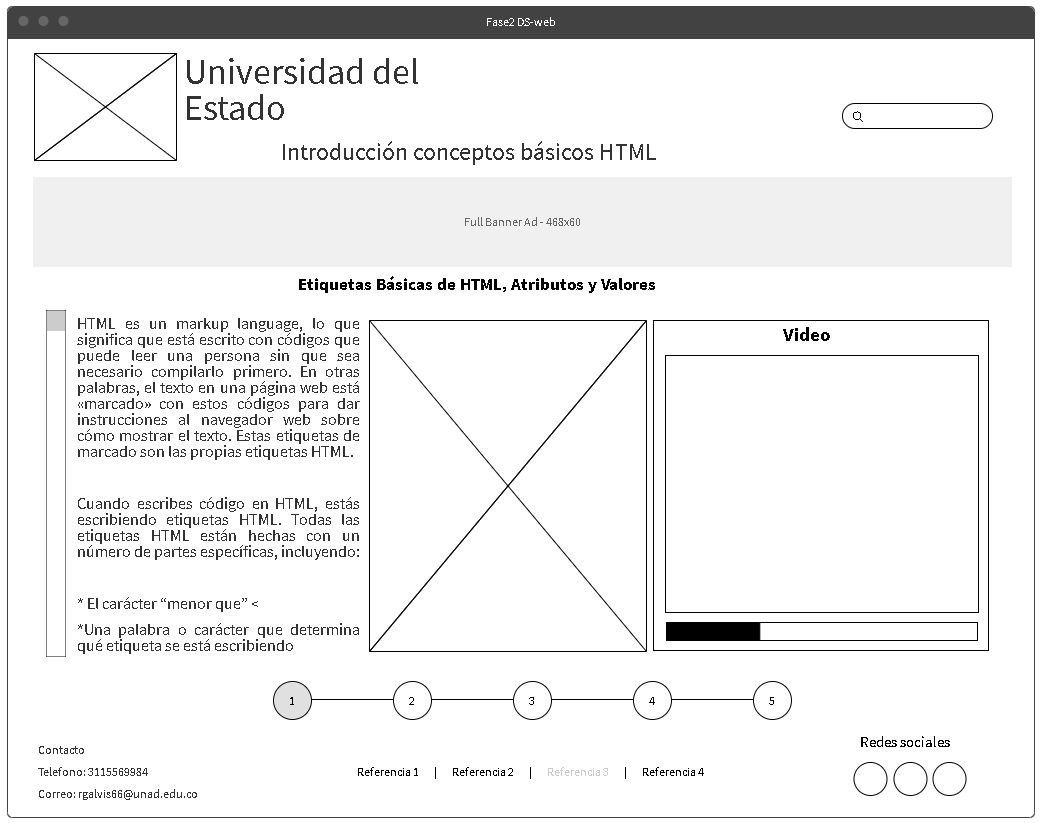 Fase2 DS-web
Universidad del
Estado
Introducción conceptos básicos HTML
Full Banner Ad - 468x60
Etiquetas Básicas de HTML, Atributos y Valores
HTML es un markup language, lo que
significa que está escrito con códigos que
puede leer una persona sin que sea
necesario compilarlo primero. En otras
palabras, el texto en una página web está
«marcado» con estos códigos para dar
instrucciones al navegador web sobre
cómo mostrar el texto. Estas etiquetas de
marcado son las propias etiquetas HTML.
Cuando escribes código en HTML, estás
escribiendo etiquetas HTML. Todas las
etiquetas HTML están hechas con un
número de partes específicas, incluyendo:
* El carácter “menor que” <
*Una palabra o carácter que determina
qué etiqueta se está escribiendo
Video
1 2 3 4 5
Contacto
Telefono: 3115569984
Correo: rgalvis66@unad.edu.co
Referencia 1 | Referencia 2 | Referencia 3 | Referencia 4
Redes sociales